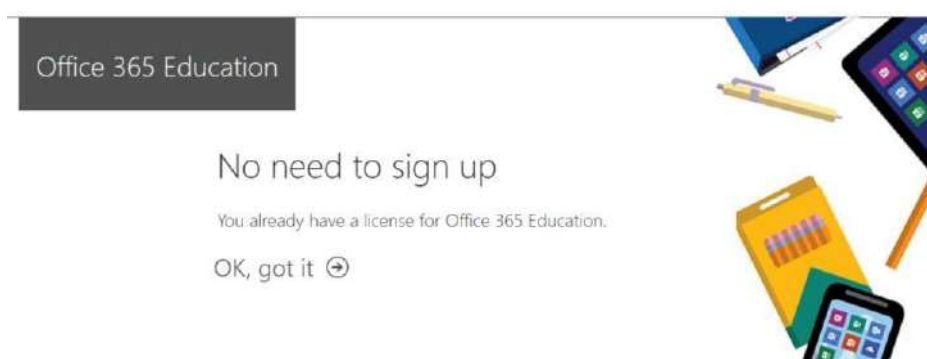 Office 365 Education
No need to sign up
You already have a license for Office 365 Education.
OK, got it